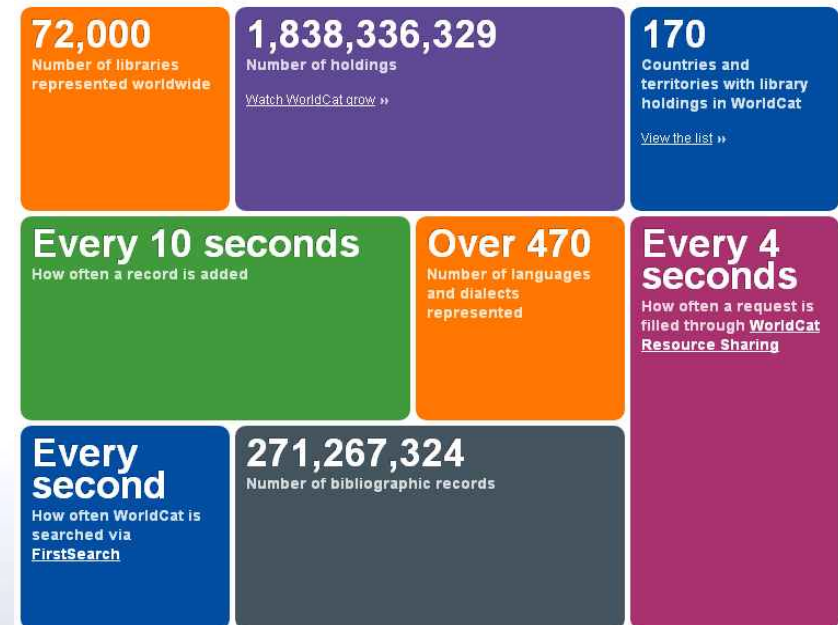 72,000
Number of libraries
represented worldwide
1,838,336,329
Number of holdings
Watch WorldCat grow »
170
Countries and
territories with library
holdings in WorldCat
View the list »
Every 10 seconds
How often a record is added
Over 470
Number of languages
and dialects
represented
Every 4
seconds
How often a request is
filled through WorldCat
Resource Sharing
Every
second
How often WorldCat is
searched via
FirstSearch
271,267,324
Number of bibliographic records